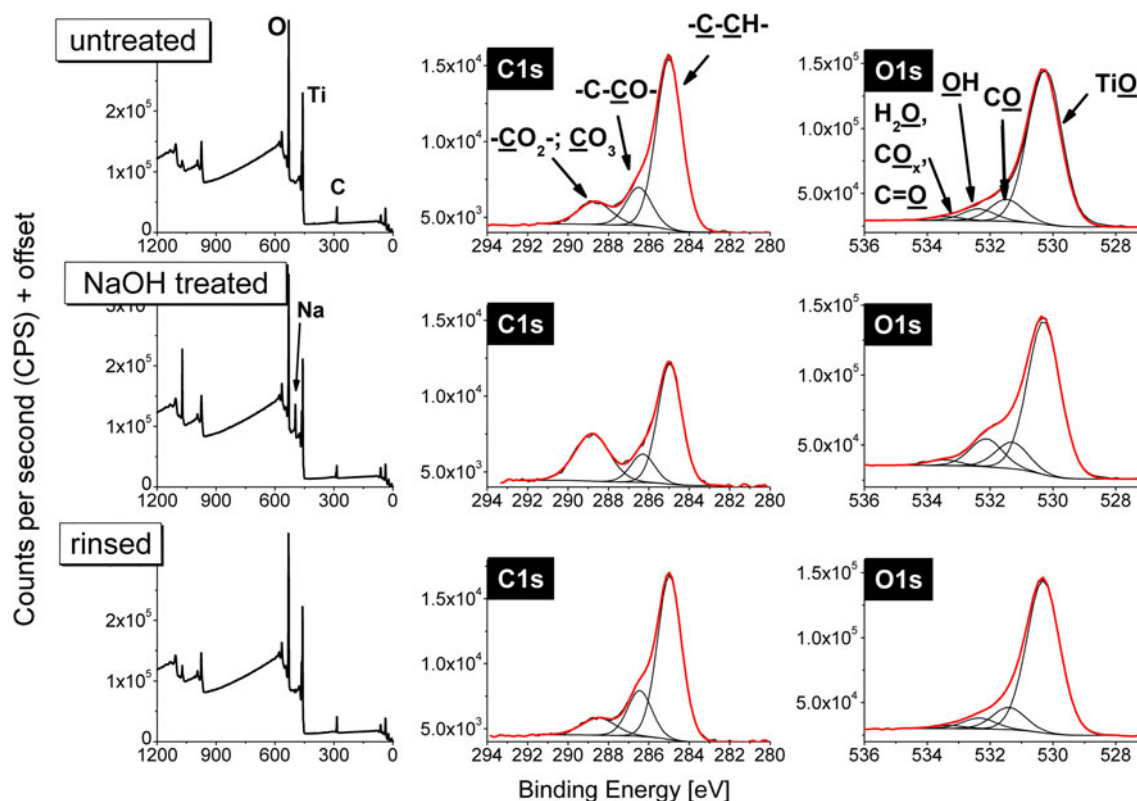 Counts per second (CPS) + offset
untreated
O
Ti
C
2x10⁵
1x10⁵
0
1200 900 600 300 0
C1s
-C-CH-
-C-CO-
-CO₂-; CO₃
1.5x10⁴
1.0x10⁴
5.0x10³
294 292 290 288 286 284 282 280
O1s
H₂O,
COₓ,
C=O
OH
CO
TiO
1.5x10⁵
1.0x10⁵
5.0x10⁴
536 534 532 530 528
NaOH treated
Na
2x10⁵
1x10⁵
0
1200 900 600 300 0
C1s
1.5x10⁴
1.0x10⁴
5.0x10³
294 292 290 288 286 284 282 280
O1s
1.5x10⁵
1.0x10⁵
5.0x10⁴
536 534 532 530 528
rinsed
2x10⁵
1x10⁵
0
1200 900 600 300 0
C1s
1.5x10⁴
1.0x10⁴
5.0x10³
294 292 290 288 286 284 282 280
O1s
1.5x10⁵
1.0x10⁵
5.0x10⁴
536 534 532 530 528
Binding Energy [eV]